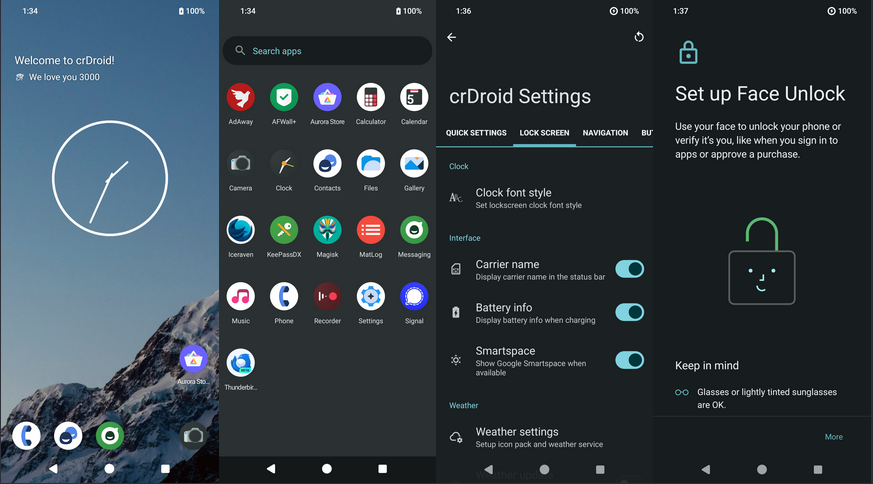 1:34
100%
Welcome to crDroid!
We love you 3000
Aurora Sto...
1:34
100%
Search apps
AdAway
AFWall+
Aurora Store
Calculator
5
Calendar
Camera
Clock
Contacts
Files
Gallery
Iceraven
KeePassDX
Magisk
MatLog
Messaging
Music
Phone
Recorder
Settings
Signal
BETA
Thunderbir...
1:36
100%
crDroid Settings
QUICK SETTINGS
LOCK SCREEN
NAVIGATION
BUT
Clock
Clock font style
Set lockscreen clock font style
Interface
Carrier name
Display carrier name in the status bar
Battery info
Display battery info when charging
Smartspace
Show Google Smartspace when
available
Weather
Weather settings
Setup icon pack and weather service
1:37
100%
Set up Face Unlock
Use your face to unlock your phone or
verify it's you, like when you sign in to
apps or approve a purchase.
Keep in mind
Glasses or lightly tinted sunglasses
are OK.
More